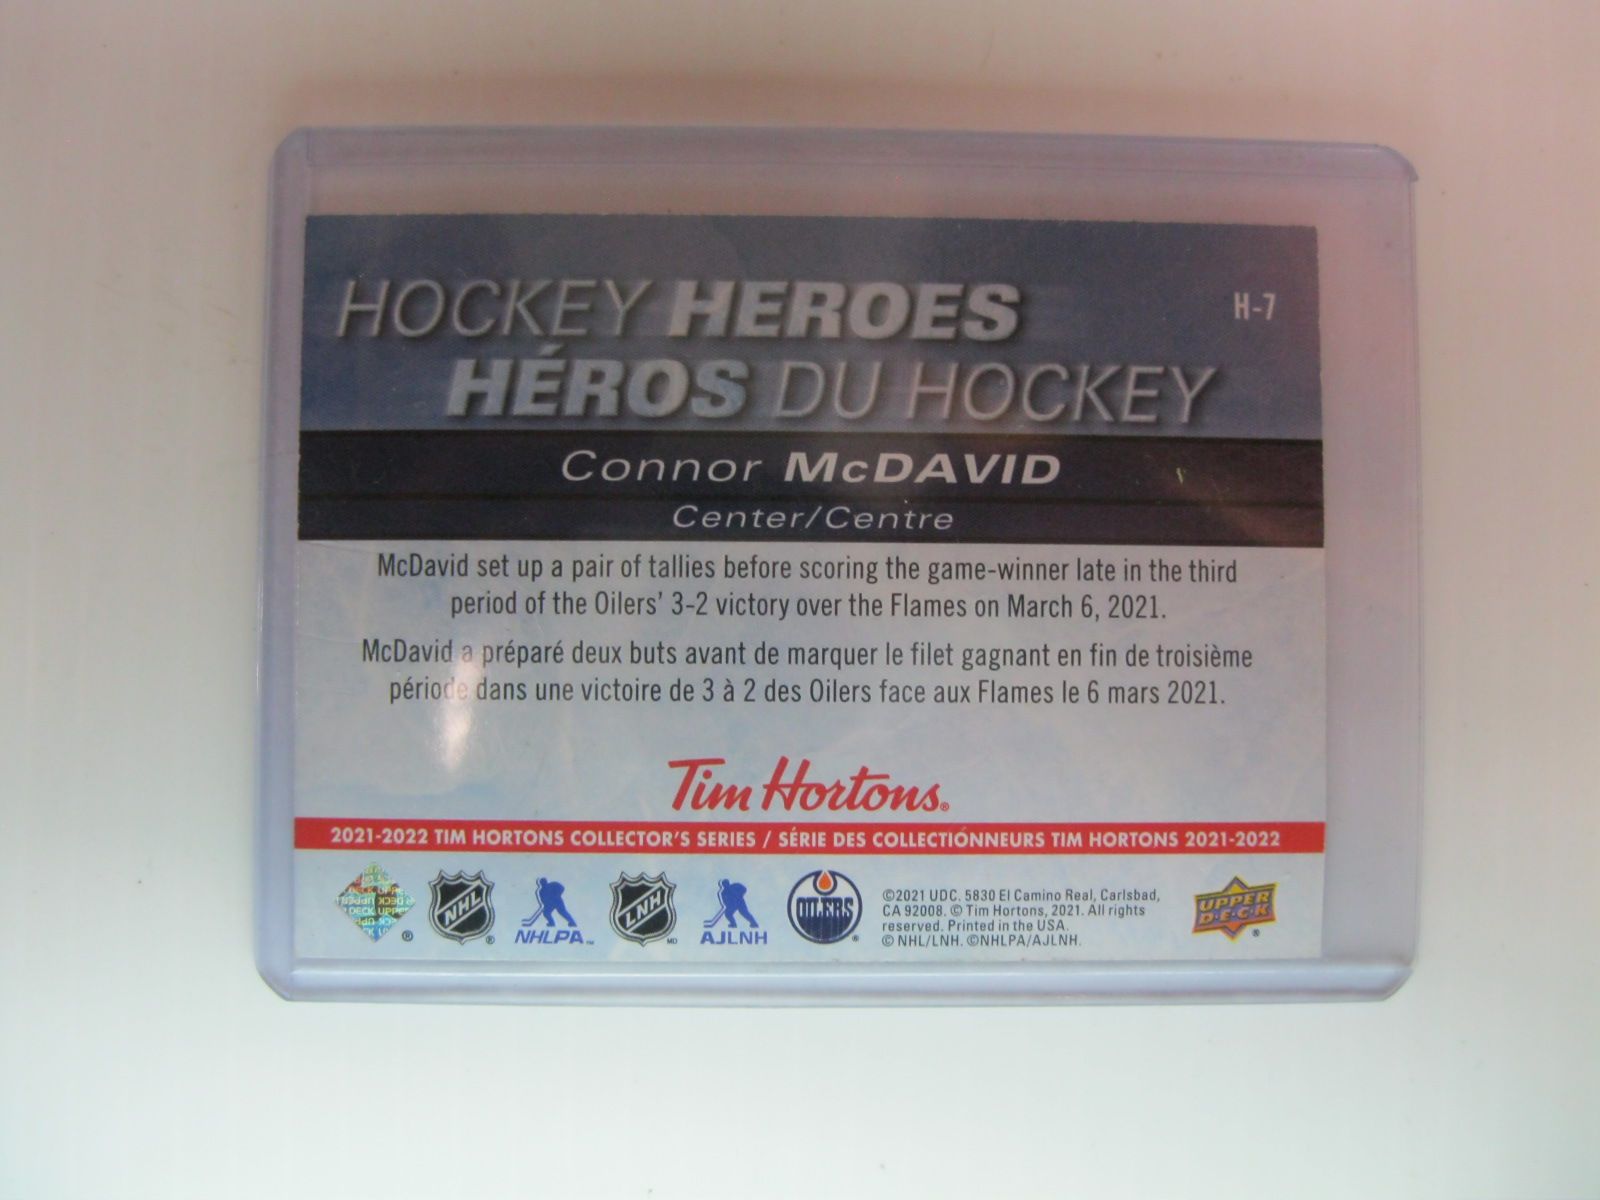 HOCKEY HEROES
H-7
HÉROS DU HOCKEY
Connor McDAVID
Center/Centre
McDavid set up a pair of tallies before scoring the game-winner late in the third
period of the Oilers' 3-2 victory over the Flames on March 6, 2021.
McDavid a préparé deux buts avant de marquer le filet gagnant en fin de troisième
période dans une victoire de 3 à 2 des Oilers face aux Flames le 6 mars 2021.
Tim Hortons®
2021-2022 TIM HORTONS COLLECTOR'S SERIES / SÉRIE DES COLLECTIONNEURS TIM HORTONS 2021-2022
®
NHL ®
NHLPA™
LNH MD
AJLNH
OILERS ®
©2021 UDC. 5830 El Camino Real, Carlsbad,
CA 92008. © Tim Hortons, 2021. All rights
reserved. Printed in the USA.
© NHL/LNH. ©NHLPA/AJLNH.
UPPER
D·E·C·K ®